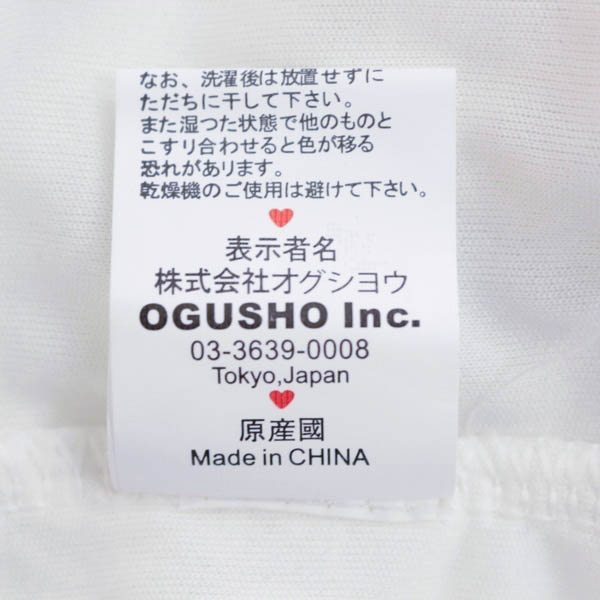 なお、洗濯後は放置せずに
ただちに干して下さい。
また湿つた状態で他のものと
こすり合わせると色が移る
恐れがあります。
乾燥機のご使用は避けて下さい。
表示者名
株式会社オグシヨウ
OGUSHO Inc.
03-3639-0008
Tokyo,Japan
原産國
Made in CHINA